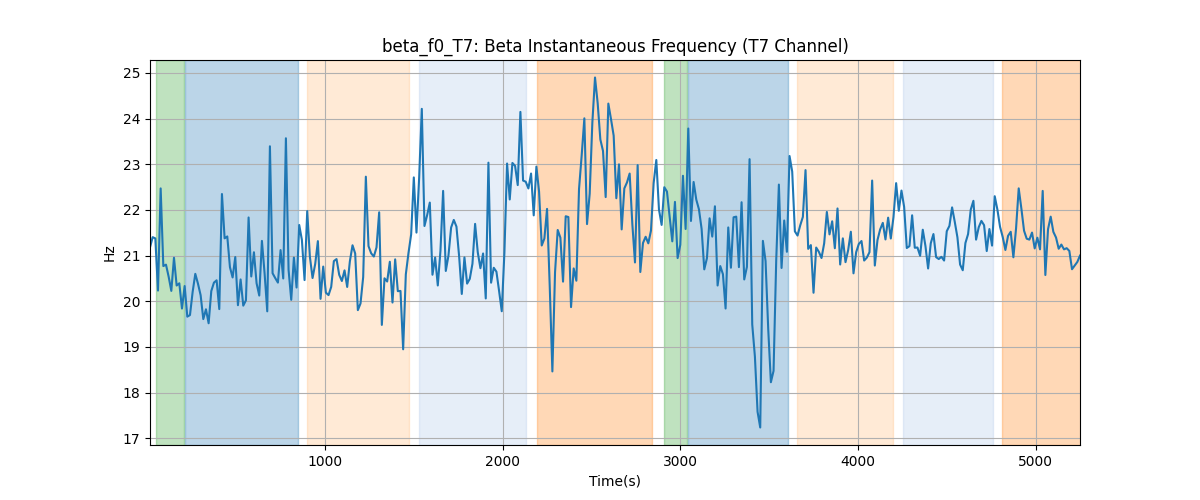 beta_f0_T7: Beta Instantaneous Frequency (T7 Channel)
25
24
23
22
21
20
19
18
17
Hz
1000 2000 3000 4000 5000
Time(s)